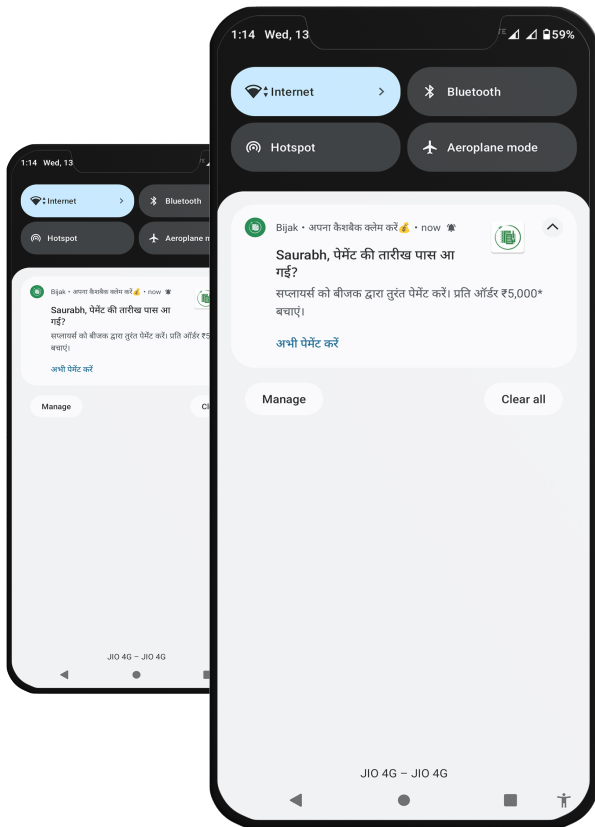 1:14 Wed, 13
59%
Internet
Bluetooth
Hotspot
Aeroplane mode
Bijak • अपना कैशबैक क्लेम करें💰 • now
Saurabh, पेमेंट की तारीख पास आ
गई?
सप्लायर्स को बीजक द्वारा तुरंत पेमेंट करें। प्रति ऑर्डर ₹5,000*
बचाएं।
अभी पेमेंट करें
Manage
Clear all
JIO 4G – JIO 4G
1:14 Wed, 13
Internet
Bluetooth
Hotspot
Aeroplane
Bijak • अपना कैशबैक क्लेम करें💰 • now
Saurabh, पेमेंट की तारीख पास आ
गई?
सप्लायर्स को बीजक द्वारा तुरंत पेमेंट करें। प्रति ऑर्डर ₹5
बचाएं।
अभी पेमेंट करें
Manage
JIO 4G – JIO 4G